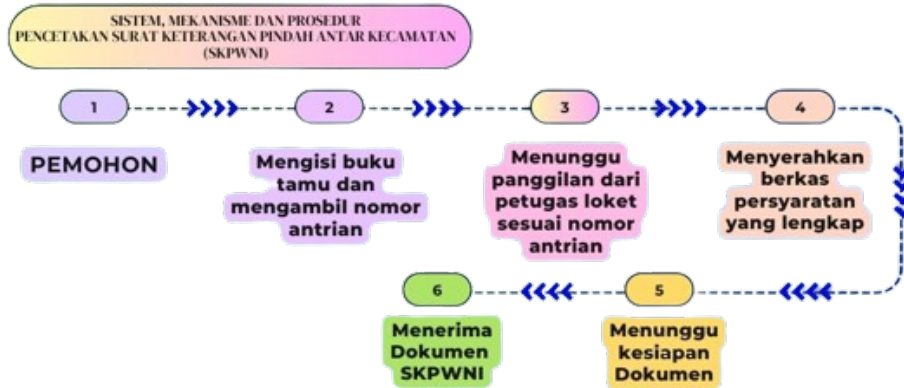 SISTEM, MEKANISME DAN PROSEDUR
PENCETAKAN SURAT KETERANGAN PINDAH ANTAR KECAMATAN
(SKPWNI)
1
PEMOHON
2
Mengisi buku
tamu dan
mengambil nomor
antrian
3
Menunggu
panggilan dari
petugas loket
sesuai nomor
antrian
4
Menyerahkan
berkas
persyaratan
yang lengkap
5
Menunggu
kesiapan
Dokumen
6
Menerima
Dokumen
SKPWNI